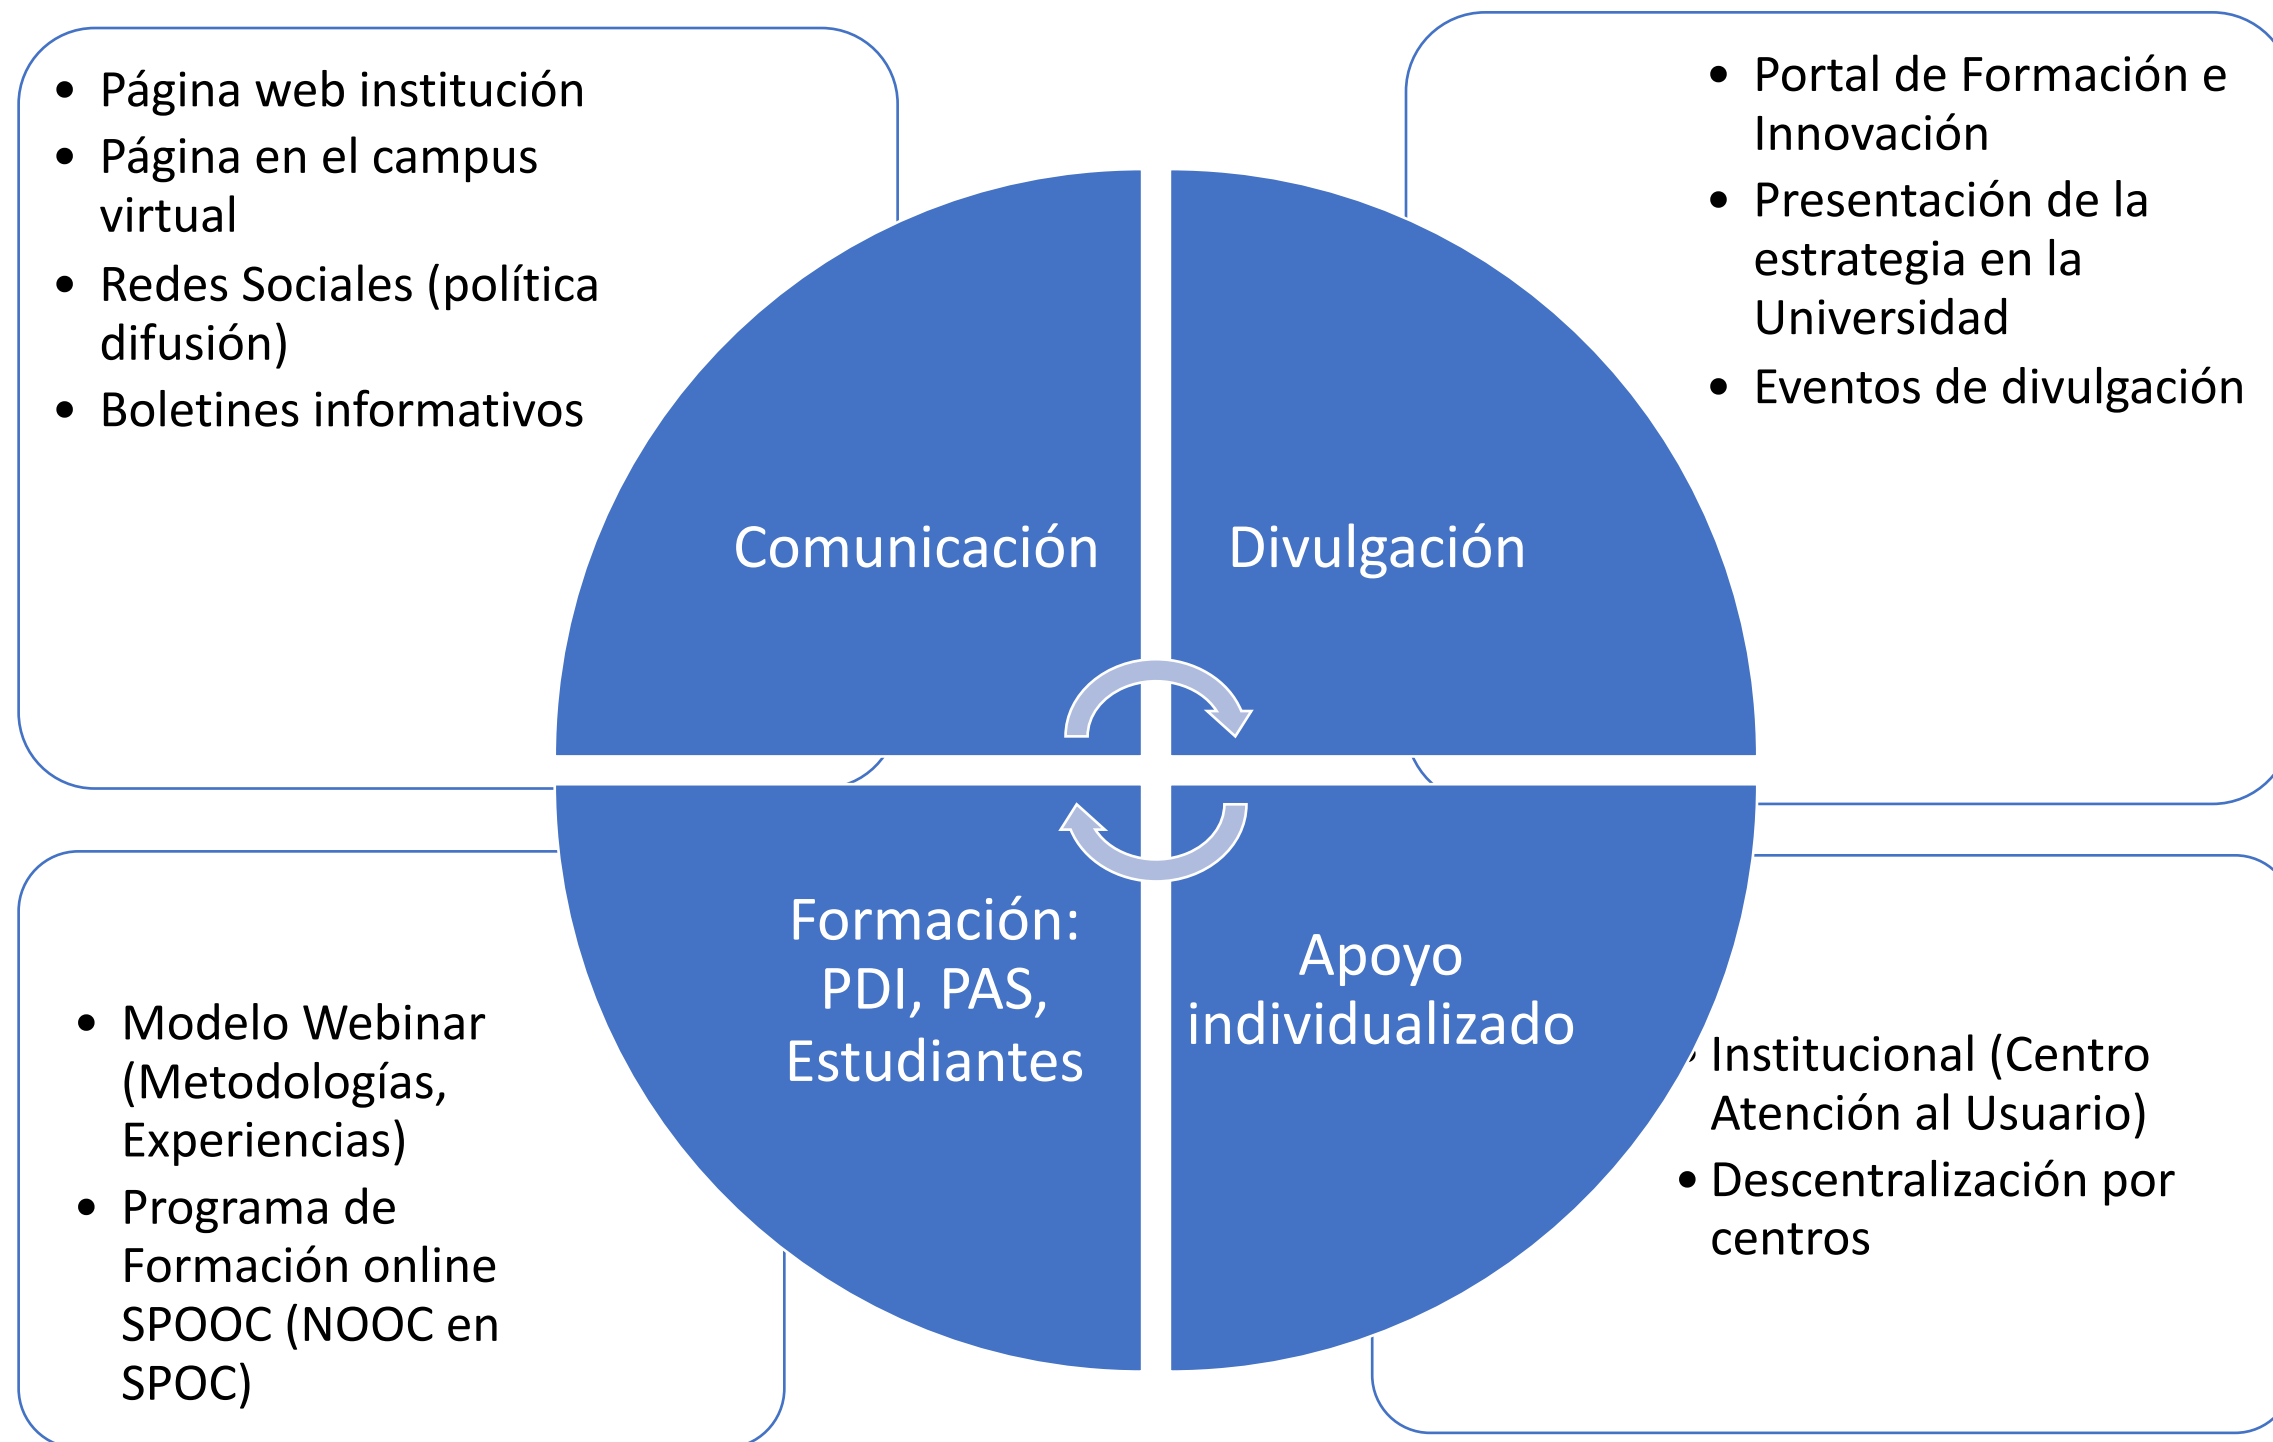 • Página web institución
• Página en el campus
virtual
• Redes Sociales (política
difusión)
• Boletines informativos
• Portal de Formación e
Innovación
• Presentación de la
estrategia en la
Universidad
• Eventos de divulgación
Comunicación
Divulgación
Formación:
PDI, PAS,
Estudiantes
Apoyo
individualizado
• Modelo Webinar
(Metodologías,
Experiencias)
• Programa de
Formación online
SPOOC (NOOC en
SPOC)
• Institucional (Centro
Atención al Usuario)
• Descentralización por
centros